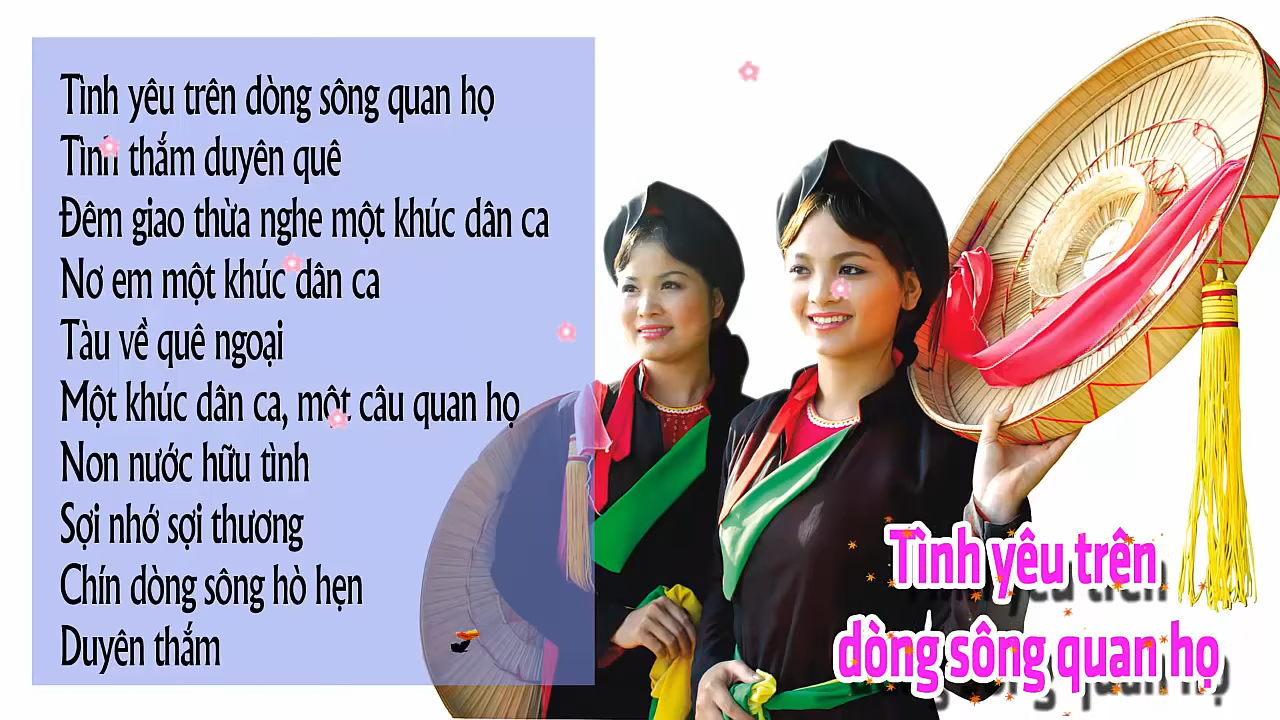 Tình yêu trên dòng sông quan họ
Tình thắm duyên quê
Đêm giao thừa nghe một khúc dân ca
Nơ em một khúc dân ca
Tàu về quê ngoại
Một khúc dân ca, một câu quan họ
Non nước hữu tình
Sợi nhớ sợi thương
Chín dòng sông hò hẹn
Duyên thắm
Tình yêu trên
dòng sông quan họ